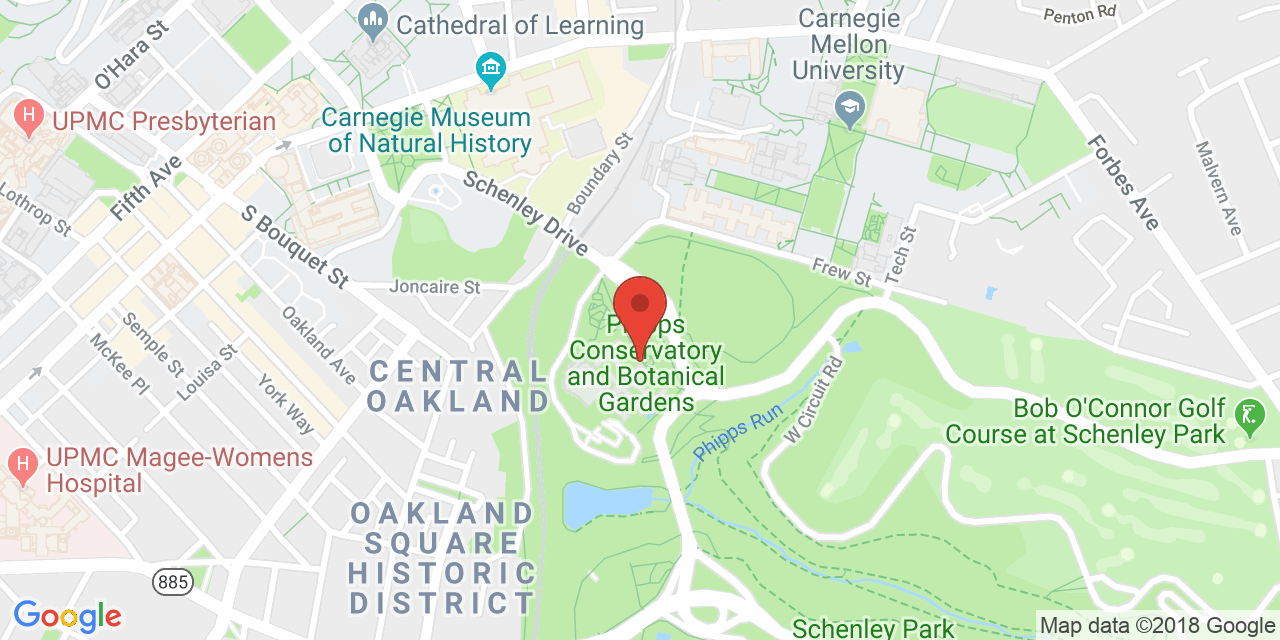 O'Hara St
Cathedral of Learning
Carnegie
Mellon
University
Penton Rd
H
UPMC Presbyterian
Carnegie Museum
of Natural History
Boundary St
Forbes Ave
Malvern Ave
Lothrop St
Fifth Ave
S Bouquet St
Schenley Drive
Joncaire St
Frew St
Tech St
Semple St
McKee Pl
Louisa St
Oakland Ave
York Way
CENTRAL
OAKLAND
Phipps
Conservatory
and Botanical
Gardens
W Circuit Rd
Phipps Run
Bob O'Connor Golf
Course at Schenley Park
H
UPMC Magee-Womens
Hospital
OAKLAND
SQUARE
HISTORIC
DISTRICT
885
Google
Schenley Park
Map data ©2018 Google